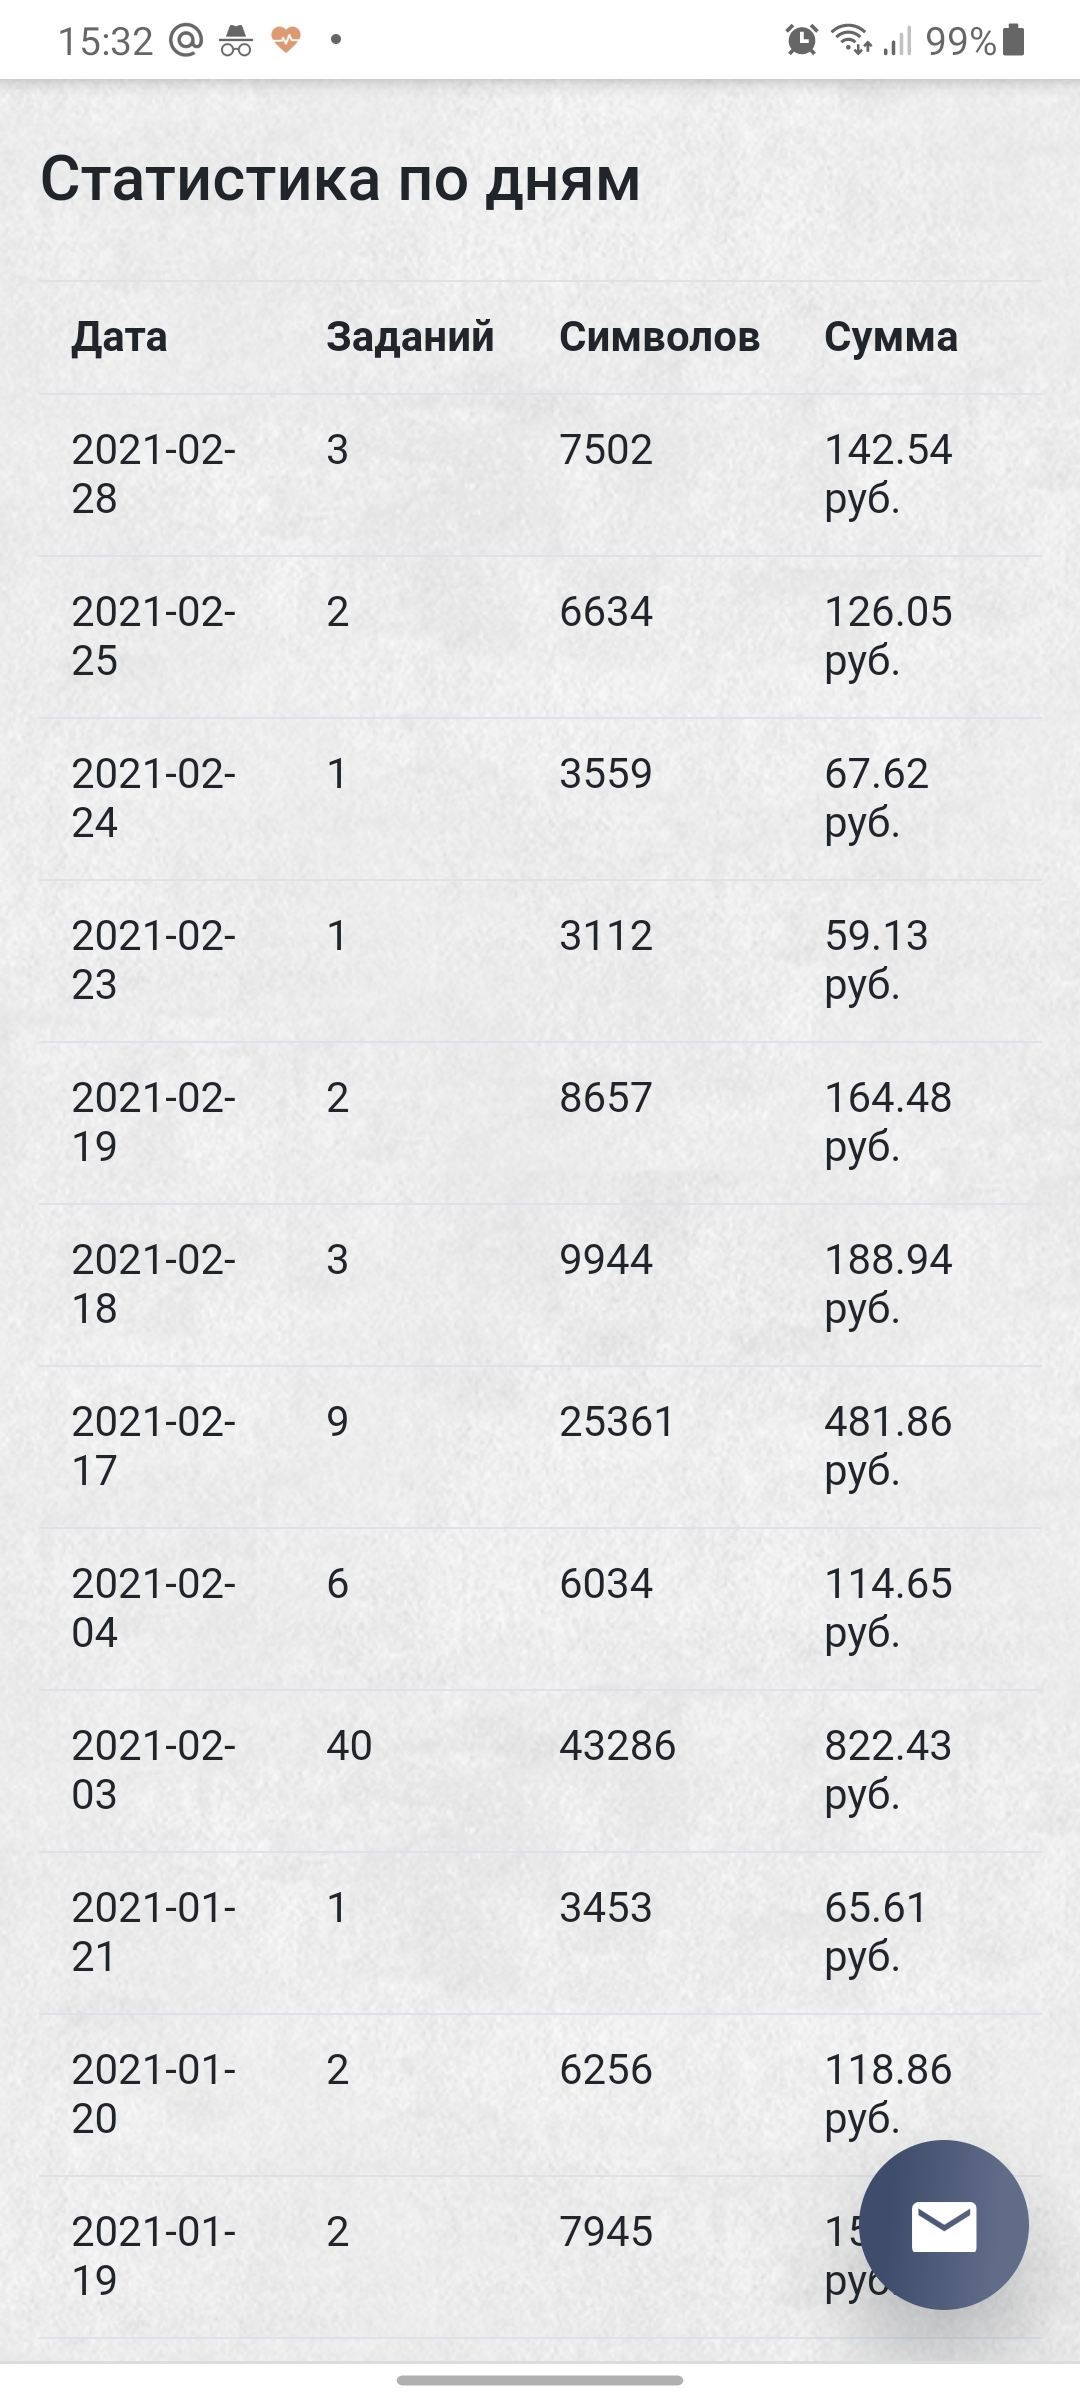 15:32 99%
Статистика по дням
Дата Заданий Символов Сумма
2021-02- 3 7502 142.54
28 руб.
2021-02- 2 6634 126.05
25 руб.
2021-02- 1 3559 67.62
24 руб.
2021-02- 1 3112 59.13
23 руб.
2021-02- 2 8657 164.48
19 руб.
2021-02- 3 9944 188.94
18 руб.
2021-02- 9 25361 481.86
17 руб.
2021-02- 6 6034 114.65
04 руб.
2021-02- 40 43286 822.43
03 руб.
2021-01- 1 3453 65.61
21 руб.
2021-01- 2 6256 118.86
20 руб.
2021-01- 2 7945
19